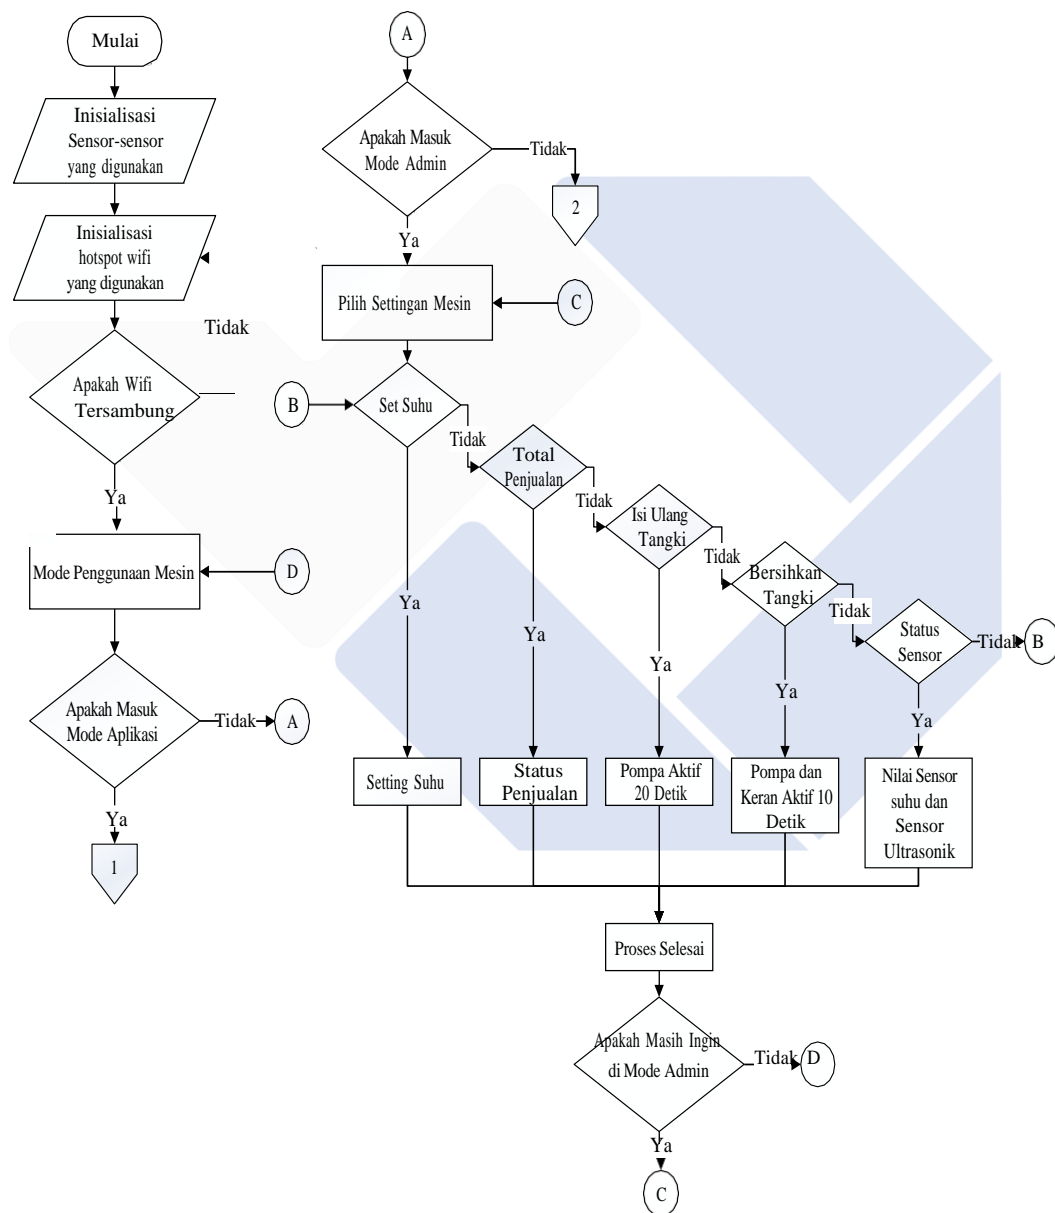 Mulai
Inisialisasi
Sensor-sensor
yang digunakan
Inisialisasi
hotspot wifi
yang digunakan
Tidak
Apakah Wifi
Tersambung
Ya
Mode Penggunaan Mesin
D
Apakah Masuk
Mode Aplikasi
Tidak
A
Ya
1
A
Apakah Masuk
Mode Admin
Tidak
2
Ya
Pilih Settingan Mesin
C
B
Set Suhu
Tidak
Total
Penjualan
Tidak
Isi Ulang
Tangki
Tidak
Bersihkan
Tangki
Tidak
Status
Sensor
Tidak
B
Ya
Ya
Ya
Ya
Ya
Setting Suhu
Status
Penjualan
Pompa Aktif
20 Detik
Pompa dan
Keran Aktif 10
Detik
Nilai Sensor
suhu dan
Sensor
Ultrasonik
Proses Selesai
Apakah Masih Ingin
di Mode Admin
Tidak
D
Ya
C